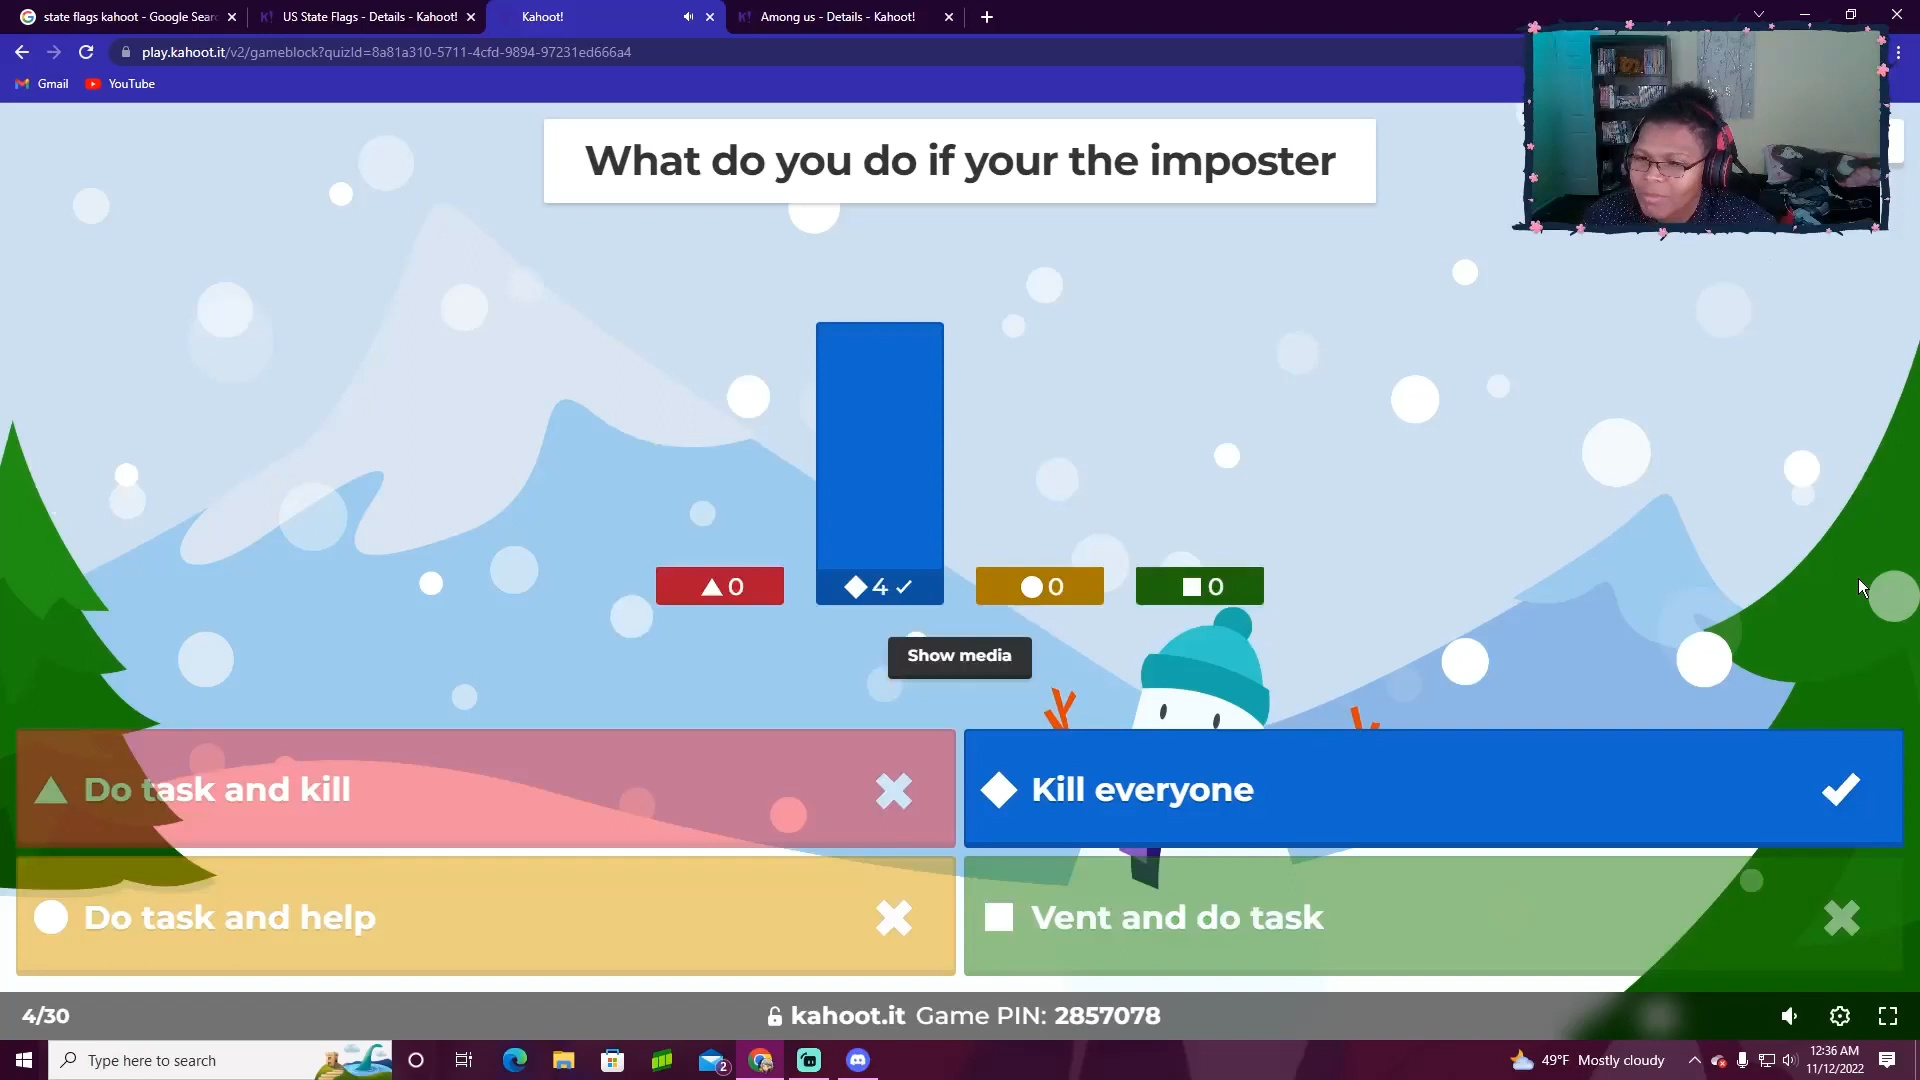 state flags kahoot - Google Sear
US State Flags - Details - Kahoot!
Kahoot!
Among us - Details - Kahoot!
play.kahoot.it/v2/gameblock?quizId=8a81a310-5711-4cfd-9894-97231ed666a4
Gmail
YouTube
What do you do if your the imposter
0
4
0
0
Show media
Do task and kill
Kill everyone
Do task and help
Vent and do task
4/30
kahoot.it Game PIN: 2857078
Type here to search
2
49°F Mostly cloudy
12:36 AM
11/12/2022